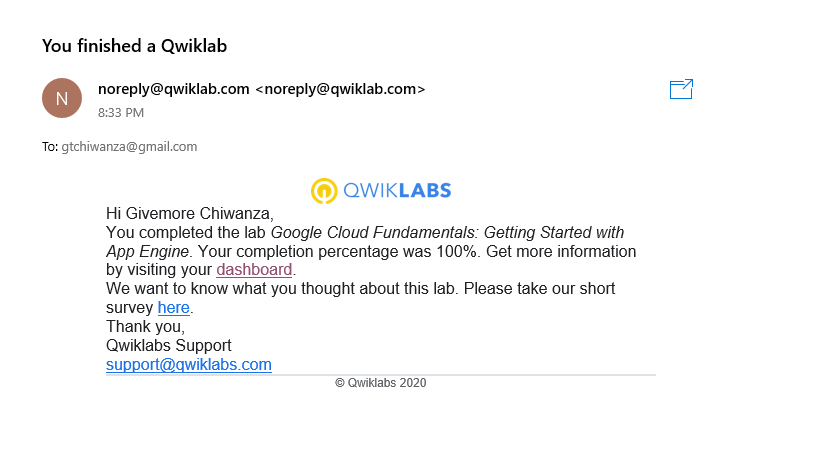 You finished a Qwiklab
N
noreply@qwiklab.com <noreply@qwiklab.com>
8:33 PM
To: gtchiwanza@gmail.com
QWIKLABS
Hi Givemore Chiwanza,
You completed the lab Google Cloud Fundamentals: Getting Started with
App Engine. Your completion percentage was 100%. Get more information
by visiting your dashboard.
We want to know what you thought about this lab. Please take our short
survey here.
Thank you,
Qwiklabs Support
support@qwiklabs.com
© Qwiklabs 2020